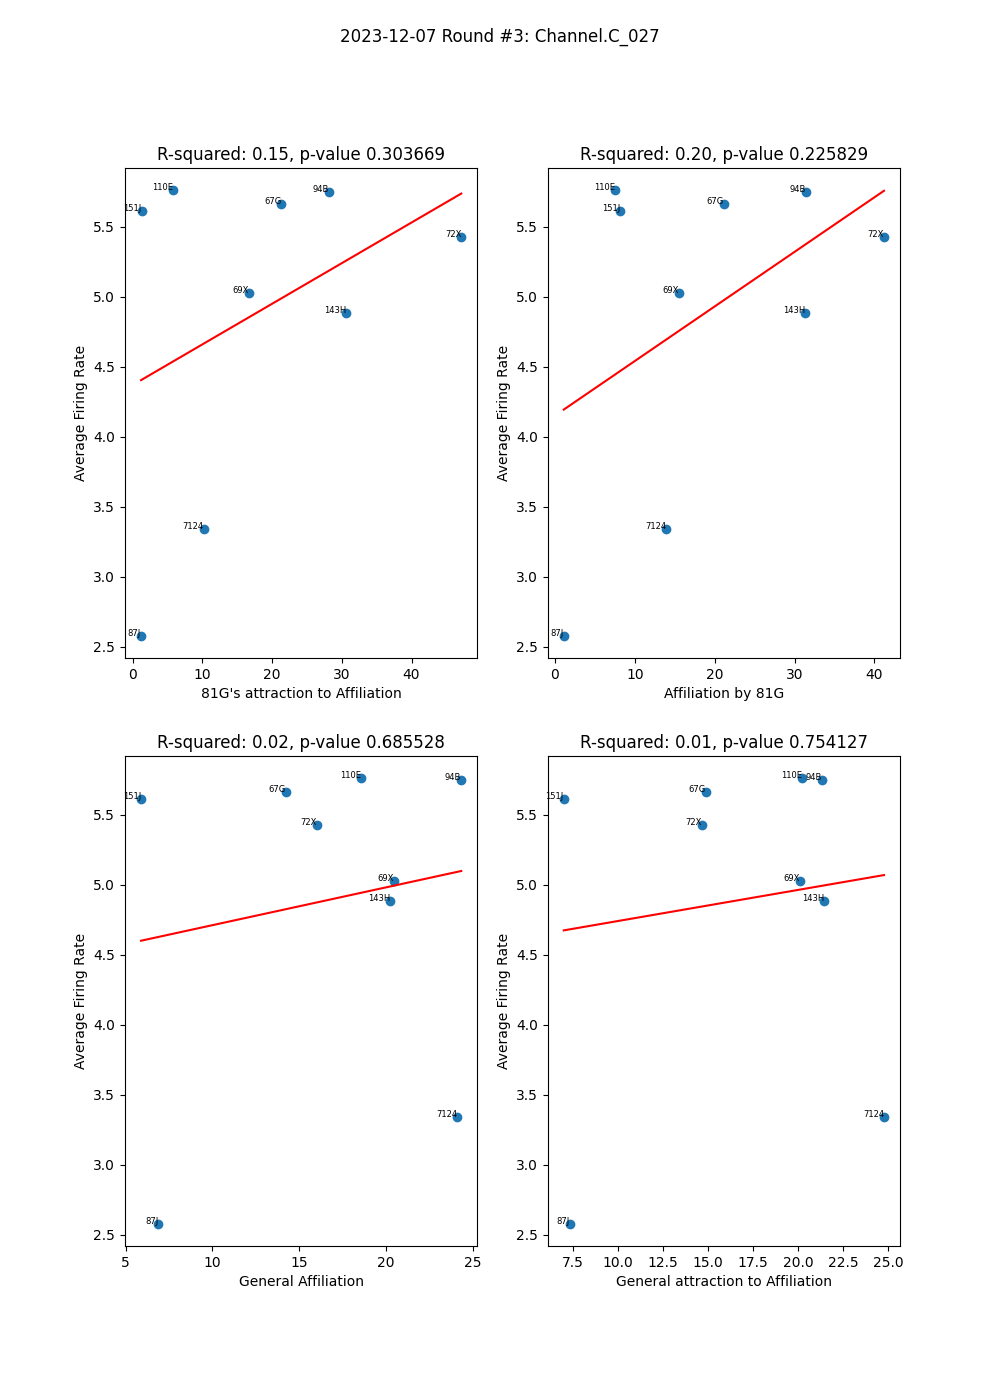 2023-12-07 Round #3: Channel.C_027
R-squared: 0.15, p-value 0.303669
Average Firing Rate
5.5
5.0
4.5
4.0
3.5
3.0
2.5
110E
151J
67G
94B
72X
69X
143H
7124
87J
0 10 20 30 40
81G's attraction to Affiliation
R-squared: 0.20, p-value 0.225829
Average Firing Rate
5.5
5.0
4.5
4.0
3.5
3.0
2.5
110E
151J
67G
94B
72X
69X
143H
7124
87J
0 10 20 30 40
Affiliation by 81G
R-squared: 0.02, p-value 0.685528
Average Firing Rate
5.5
5.0
4.5
4.0
3.5
3.0
2.5
110E
94B
151J
67G
72X
69X
143H
7124
87J
5 10 15 20 25
General Affiliation
R-squared: 0.01, p-value 0.754127
Average Firing Rate
5.5
5.0
4.5
4.0
3.5
3.0
2.5
110E
94B
151J
67G
72X
69X
143H
7124
87J
7.5 10.0 12.5 15.0 17.5 20.0 22.5 25.0
General attraction to Affiliation